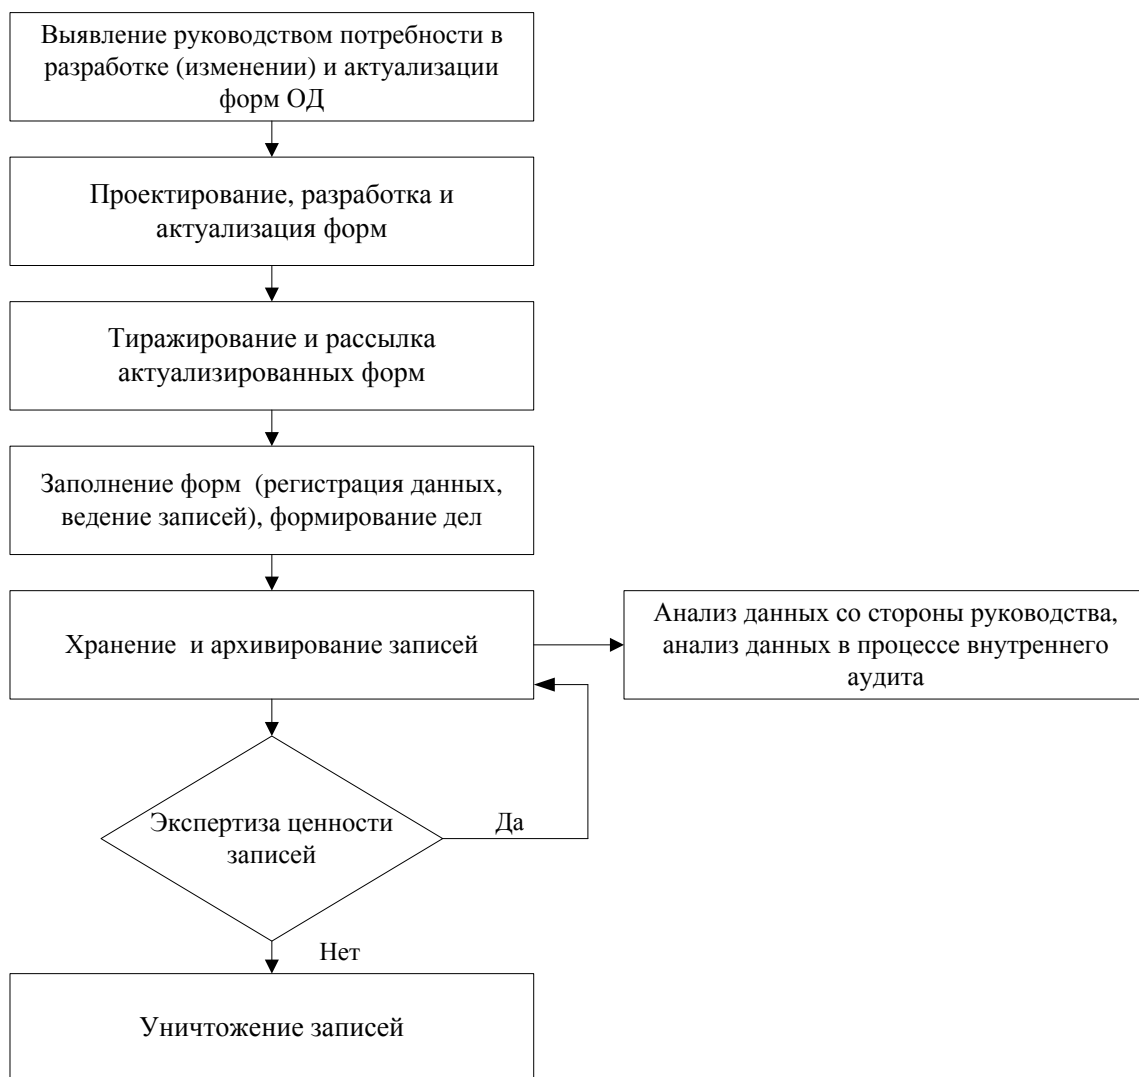 Выявление руководством потребности в
разработке (изменении) и актуализации
форм ОД
Проектирование, разработка и
актуализация форм
Тиражирование и рассылка
актуализированных форм
Заполнение форм  (регистрация данных,
ведение записей), формирование дел
Хранение  и архивирование записей
Анализ данных со стороны руководства,
анализ данных в процессе внутреннего
аудита
Экспертиза ценности
записей
Да
Нет
Уничтожение записей